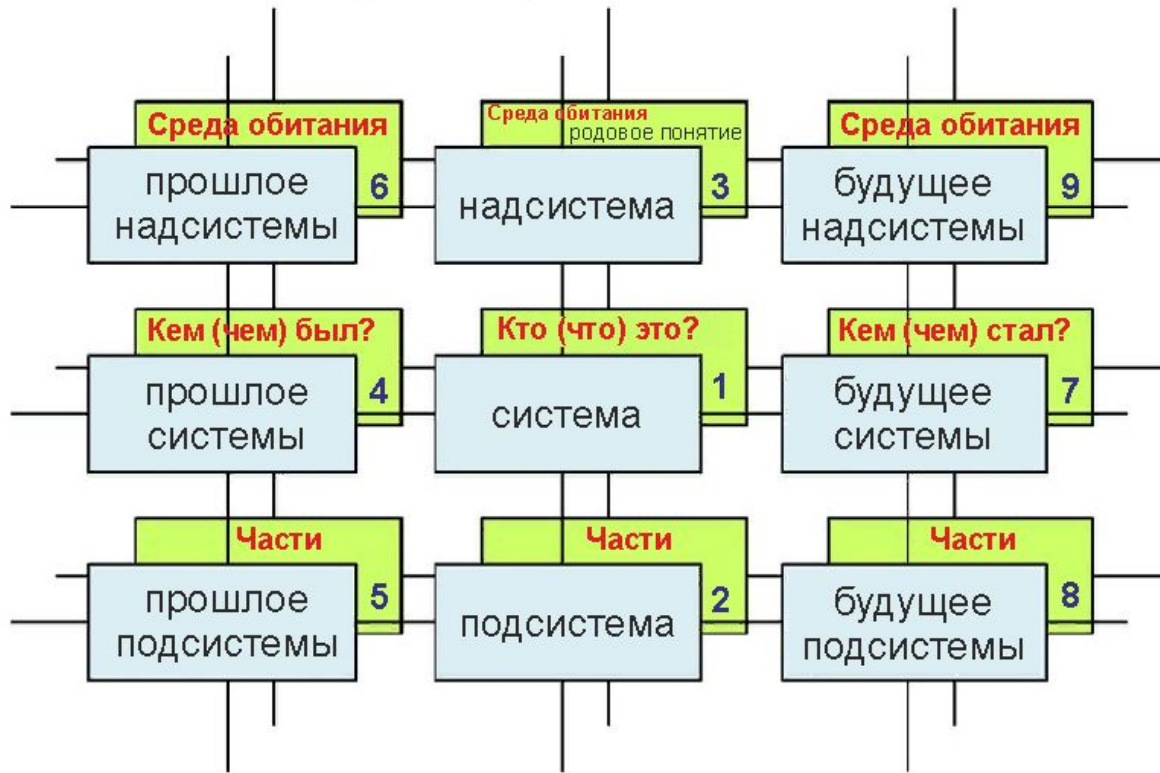 Среда обитания
прошлое
надсистемы
6
Среда обитания
родовое понятие
надсистема
3
Среда обитания
будущее
надсистемы
9
Кем (чем) был?
прошлое
системы
4
Кто (что) это?
система
1
Кем (чем) стал?
будущее
системы
7
Части
прошлое
подсистемы
5
Части
подсистема
2
Части
будущее
подсистемы
8